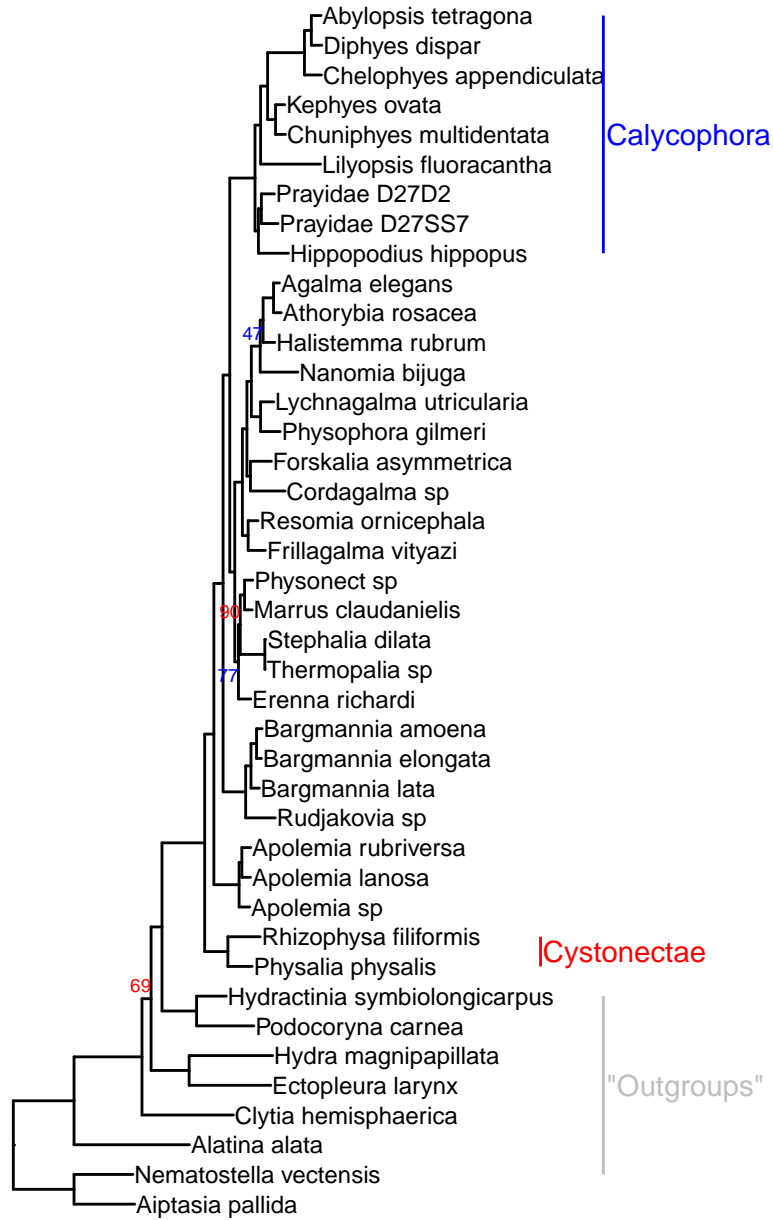 Abylopsis tetragona
Diphyes dispar
Chelophyes appendiculata
Kephyes ovata
Chuniphyes multidentata
Calycophora
Lilyopsis fluoracantha
Prayidae D27D2
Prayidae D27SS7
Hippopodius hippopus
Agalma elegans
Athorybia rosacea
47
Halistemma rubrum
Nanomia bijuga
Lychnagalma utricularia
Physophora gilmeri
Forskalia asymmetrica
Cordagalma sp
Resomia ornicephala
Frillagalma vityazi
Physonect sp
90
Marrus claudanielis
Stephalia dilata
77
Thermopalia sp
Erenna richardi
Bargmannia amoena
Bargmannia elongata
Bargmannia lata
Rudjakovia sp
Apolemia rubriversa
Apolemia lanosa
Apolemia sp
Rhizophysa filiformis
Cystonectae
Physalia physalis
69
Hydractinia symbiolongicarpus
Podocoryna carnea
Hydra magnipapillata
Ectopleura larynx
"Outgroups"
Clytia hemisphaerica
Alatina alata
Nematostella vectensis
Aiptasia pallida